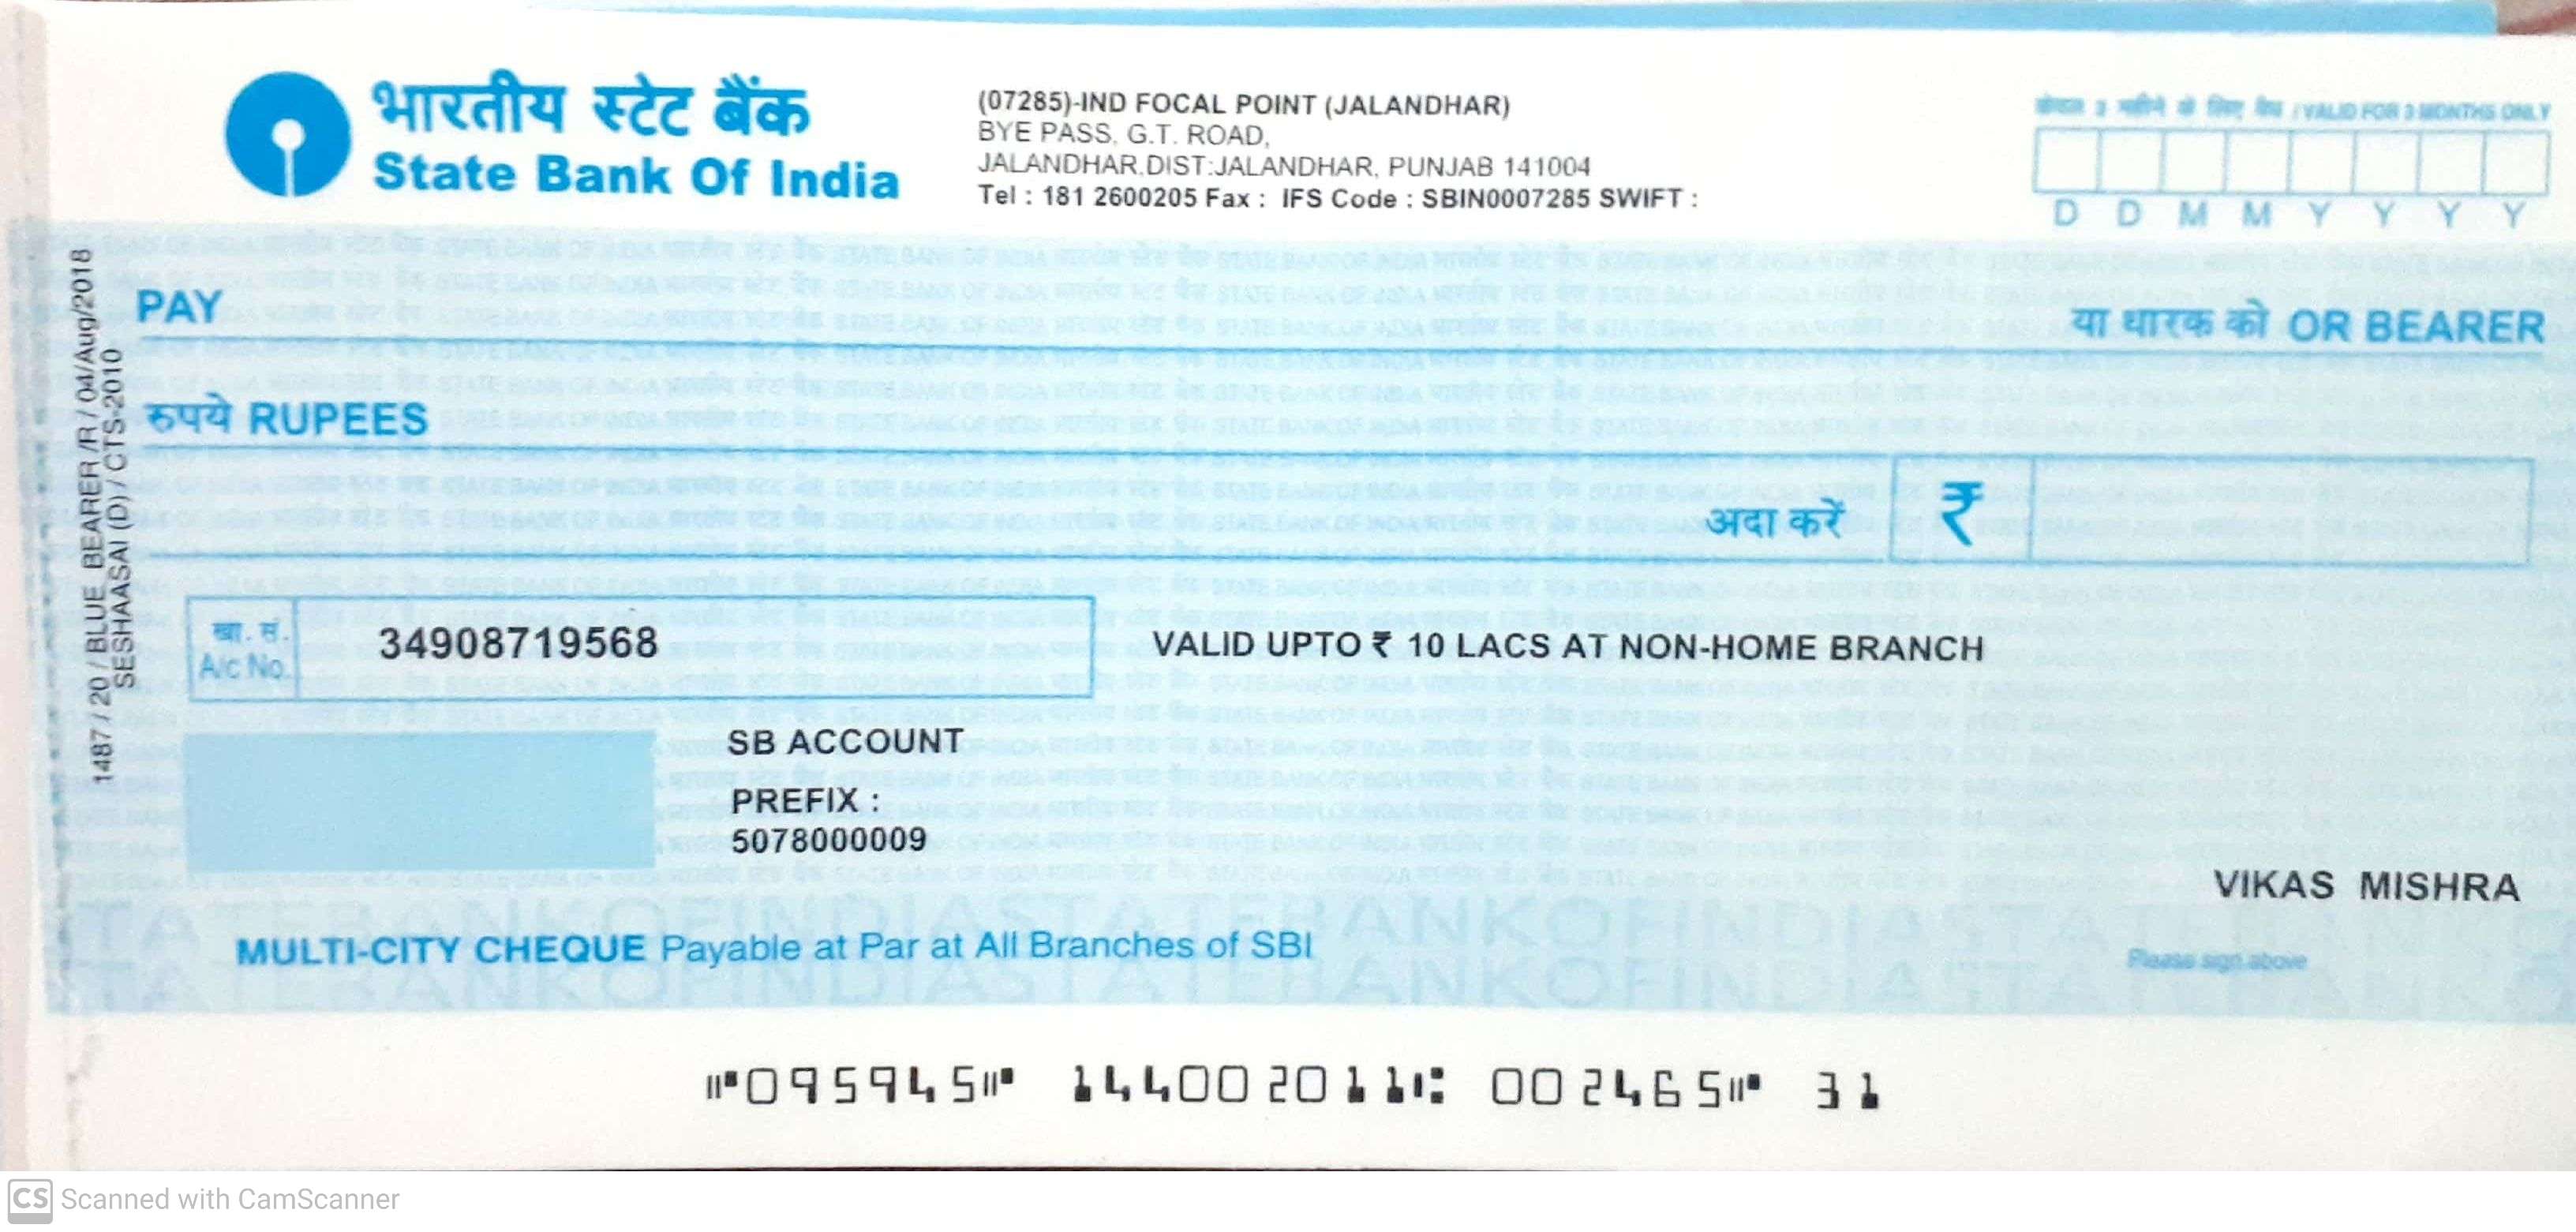 भारतीय स्टेट बैंक
State Bank Of India
(07285)-IND FOCAL POINT (JALANDHAR)
BYE PASS, G.T. ROAD,
JALANDHAR.DIST:JALANDHAR, PUNJAB 141004
Tel : 181 2600205 Fax : IFS Code : SBIN0007285 SWIFT :
केवल 3 महीने के लिए वैध / VALID FOR 3 MONTHS ONLY
D D M M Y Y Y Y
PAY
या धारक को OR BEARER
रुपये RUPEES
अदा करें ₹
खा. सं.
A/c No.
34908719568
VALID UPTO ₹ 10 LACS AT NON-HOME BRANCH
SB ACCOUNT
PREFIX :
5078000009
VIKAS MISHRA
MULTI-CITY CHEQUE Payable at Par at All Branches of SBI
Please sign above
1487 / 20 / BLUE BEARER /R / 04/Aug/2018
SESHAASAI (D) / CTS-2010
⑈095945⑈ 144002011⑆ 002465⑈ 31
CS Scanned with CamScanner